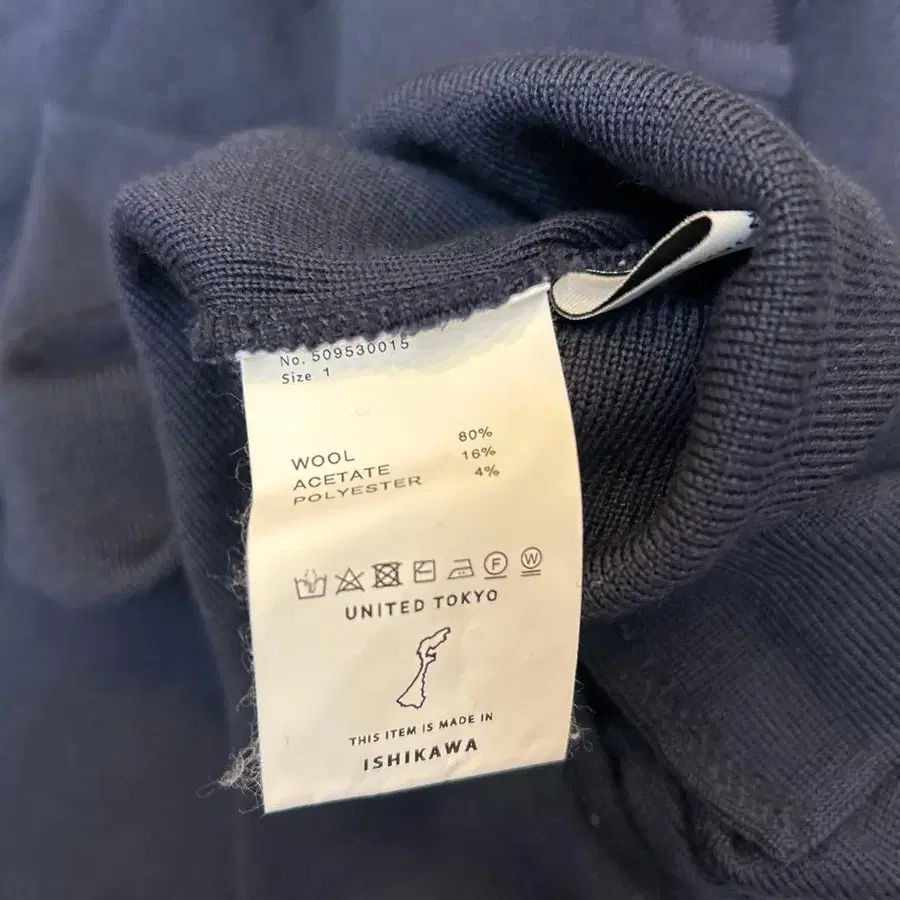 No. 509530015
Size 1
WOOL 80%
ACETATE 16%
POLYESTER 4%
F W
UNITED TOKYO
THIS ITEM IS MADE IN
ISHIKAWA